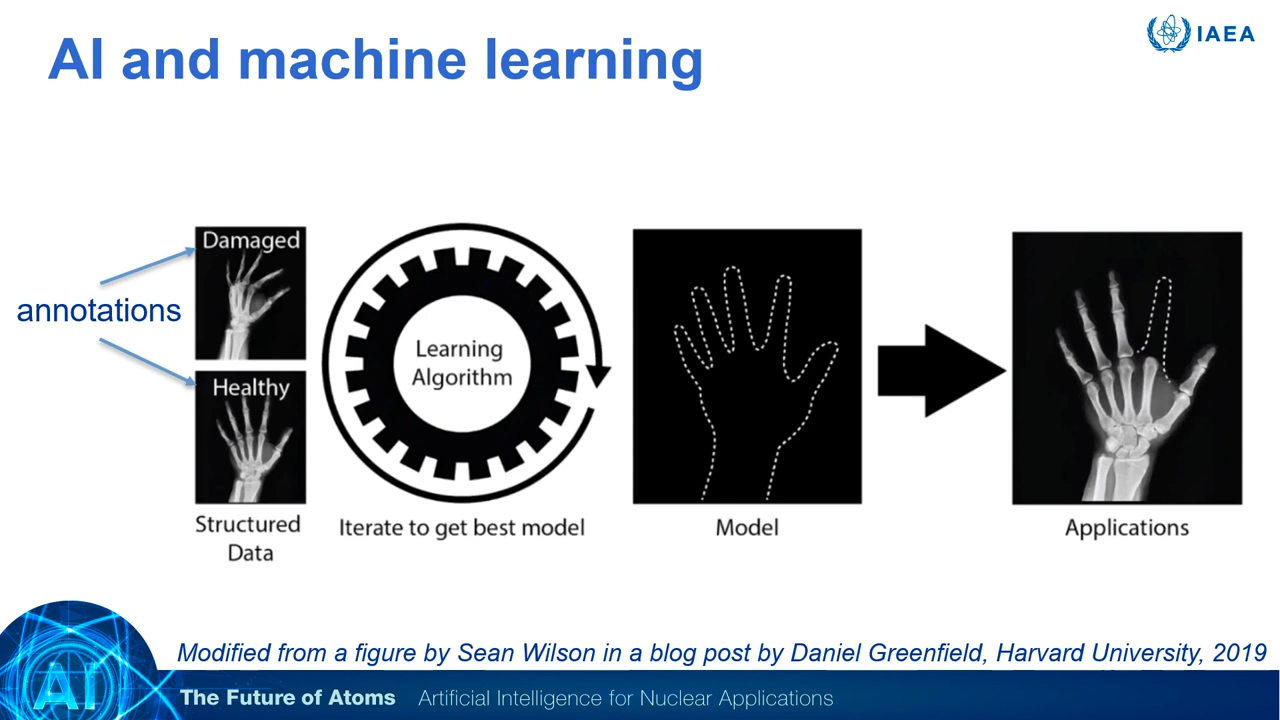 AI and machine learning
IAEA
annotations
Damaged
Healthy
Structured
Data
Learning
Algorithm
Iterate to get best model
Model
Applications
Modified from a figure by Sean Wilson in a blog post by Daniel Greenfield, Harvard University, 2019
AI
The Future of Atoms Artificial Intelligence for Nuclear Applications